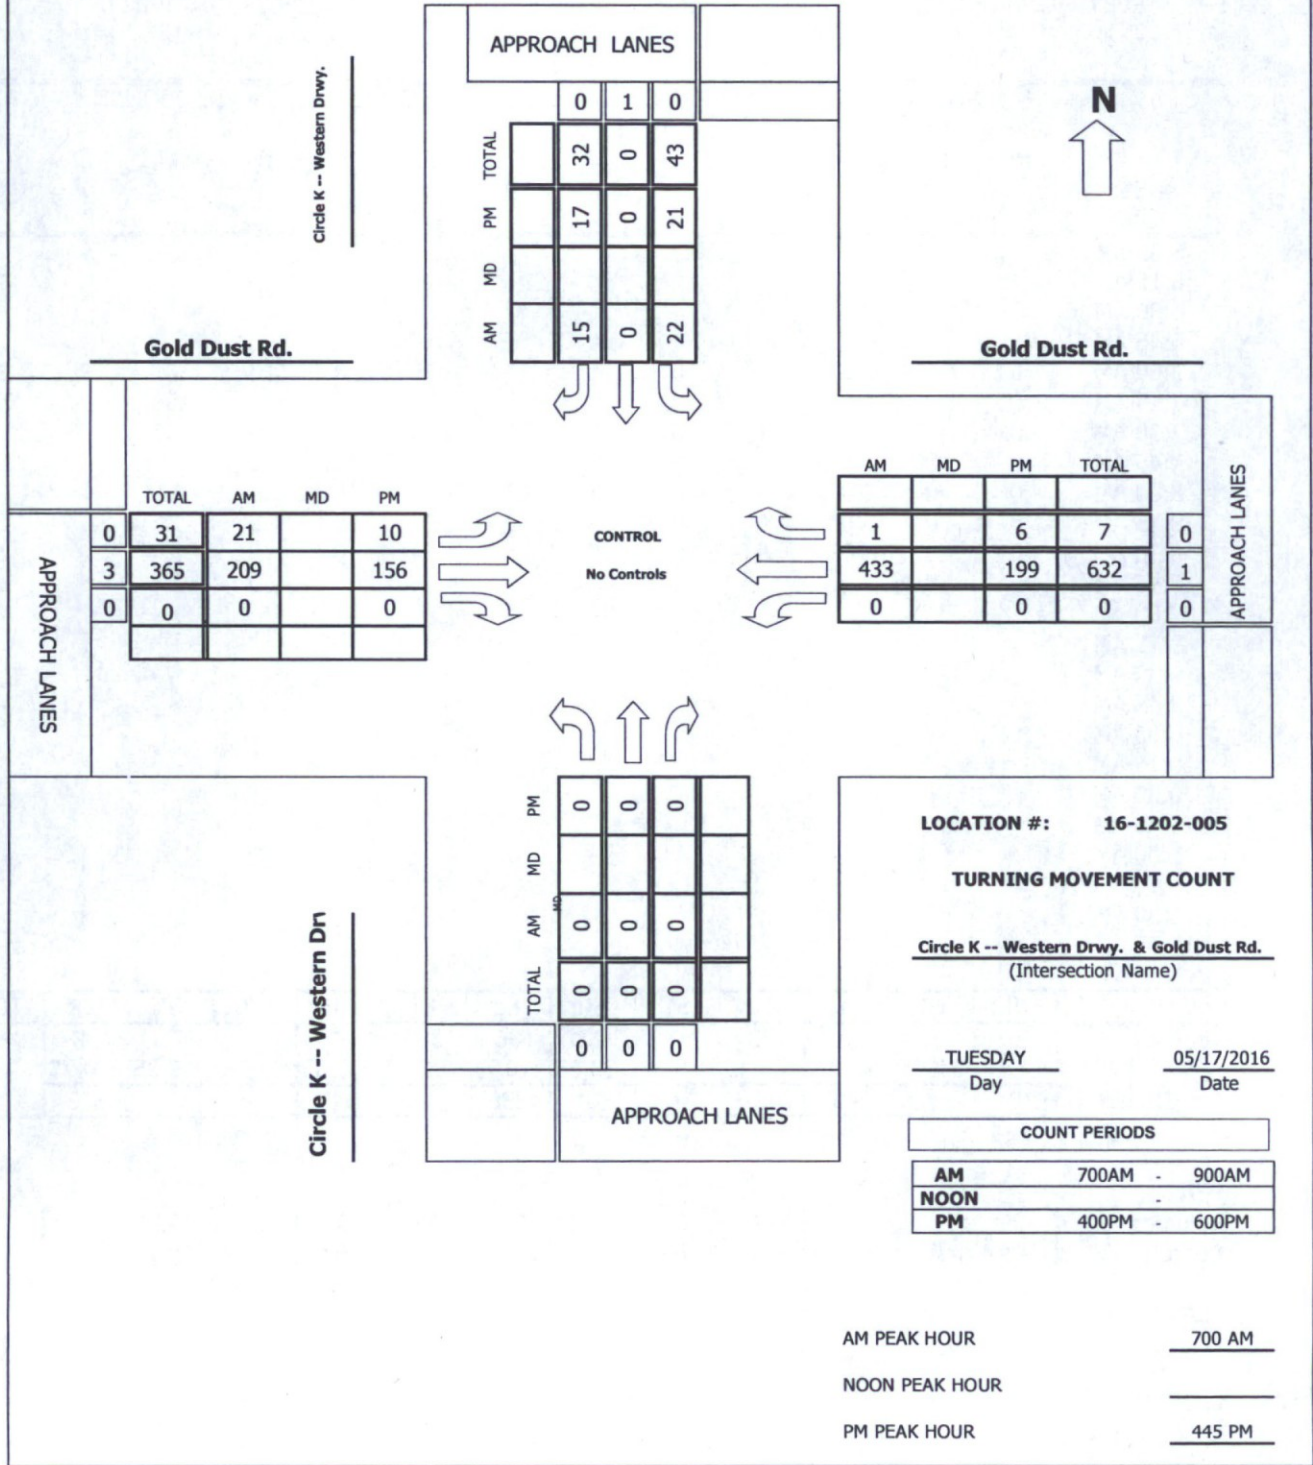 APPROACH LANES
0 1 0
Circle K -- Western Drwy.
N
TOTAL 32 0 43
PM 17 0 21
MD
AM 15 0 22
Gold Dust Rd.
Gold Dust Rd.
AM MD PM TOTAL
1 6 7 0
433 199 632 1
0 0 0 0
APPROACH LANES
TOTAL AM MD PM
0 31 21 10
3 365 209 156
0 0 0 0
APPROACH LANES
CONTROL
No Controls
PM 0 0 0
MD
MD
AM 0 0 0
TOTAL 0 0 0
0 0 0
APPROACH LANES
Circle K -- Western Dn
LOCATION #: 16-1202-005
TURNING MOVEMENT COUNT
Circle K -- Western Drwy. & Gold Dust Rd.
(Intersection Name)
TUESDAY 05/17/2016
Day Date
COUNT PERIODS
AM 700AM - 900AM
NOON -
PM 400PM - 600PM
AM PEAK HOUR 700 AM
NOON PEAK HOUR
PM PEAK HOUR 445 PM